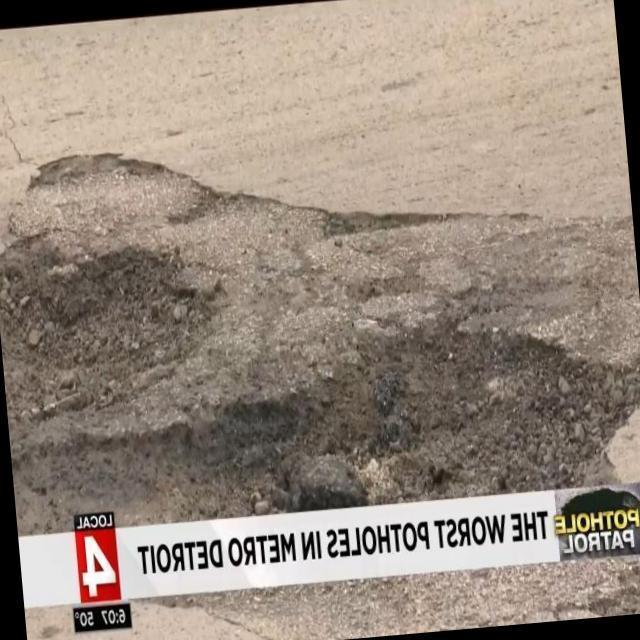 POTHOLE
PATROL
THE WORST POTHOLES IN METRO DETROIT
LOCAL
4
6:07 50°